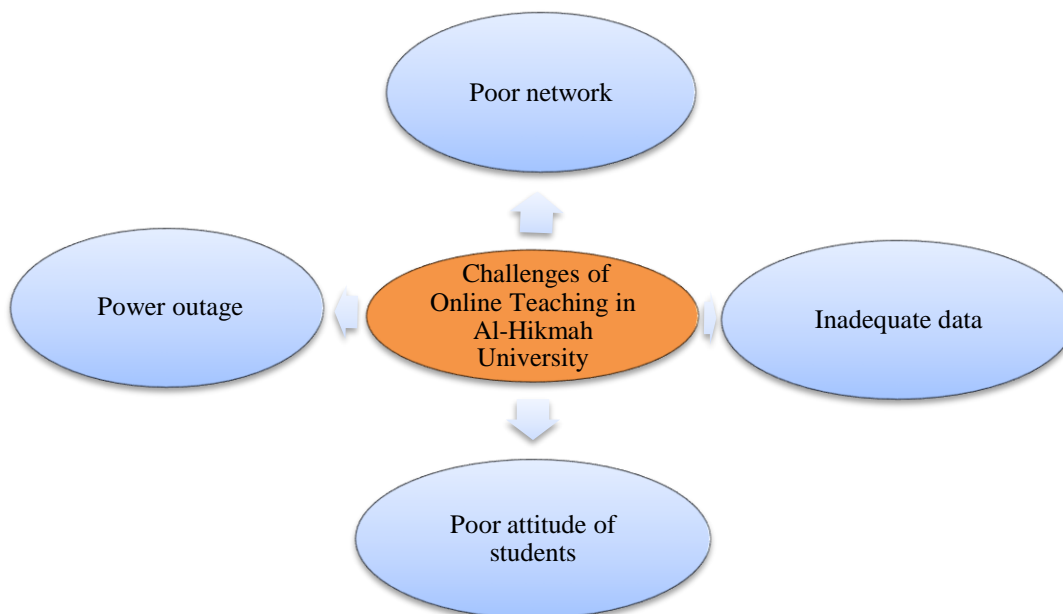 Poor network
Power outage
Challenges of
Online Teaching in
Al-Hikmah
University
Inadequate data
Poor attitude of
students